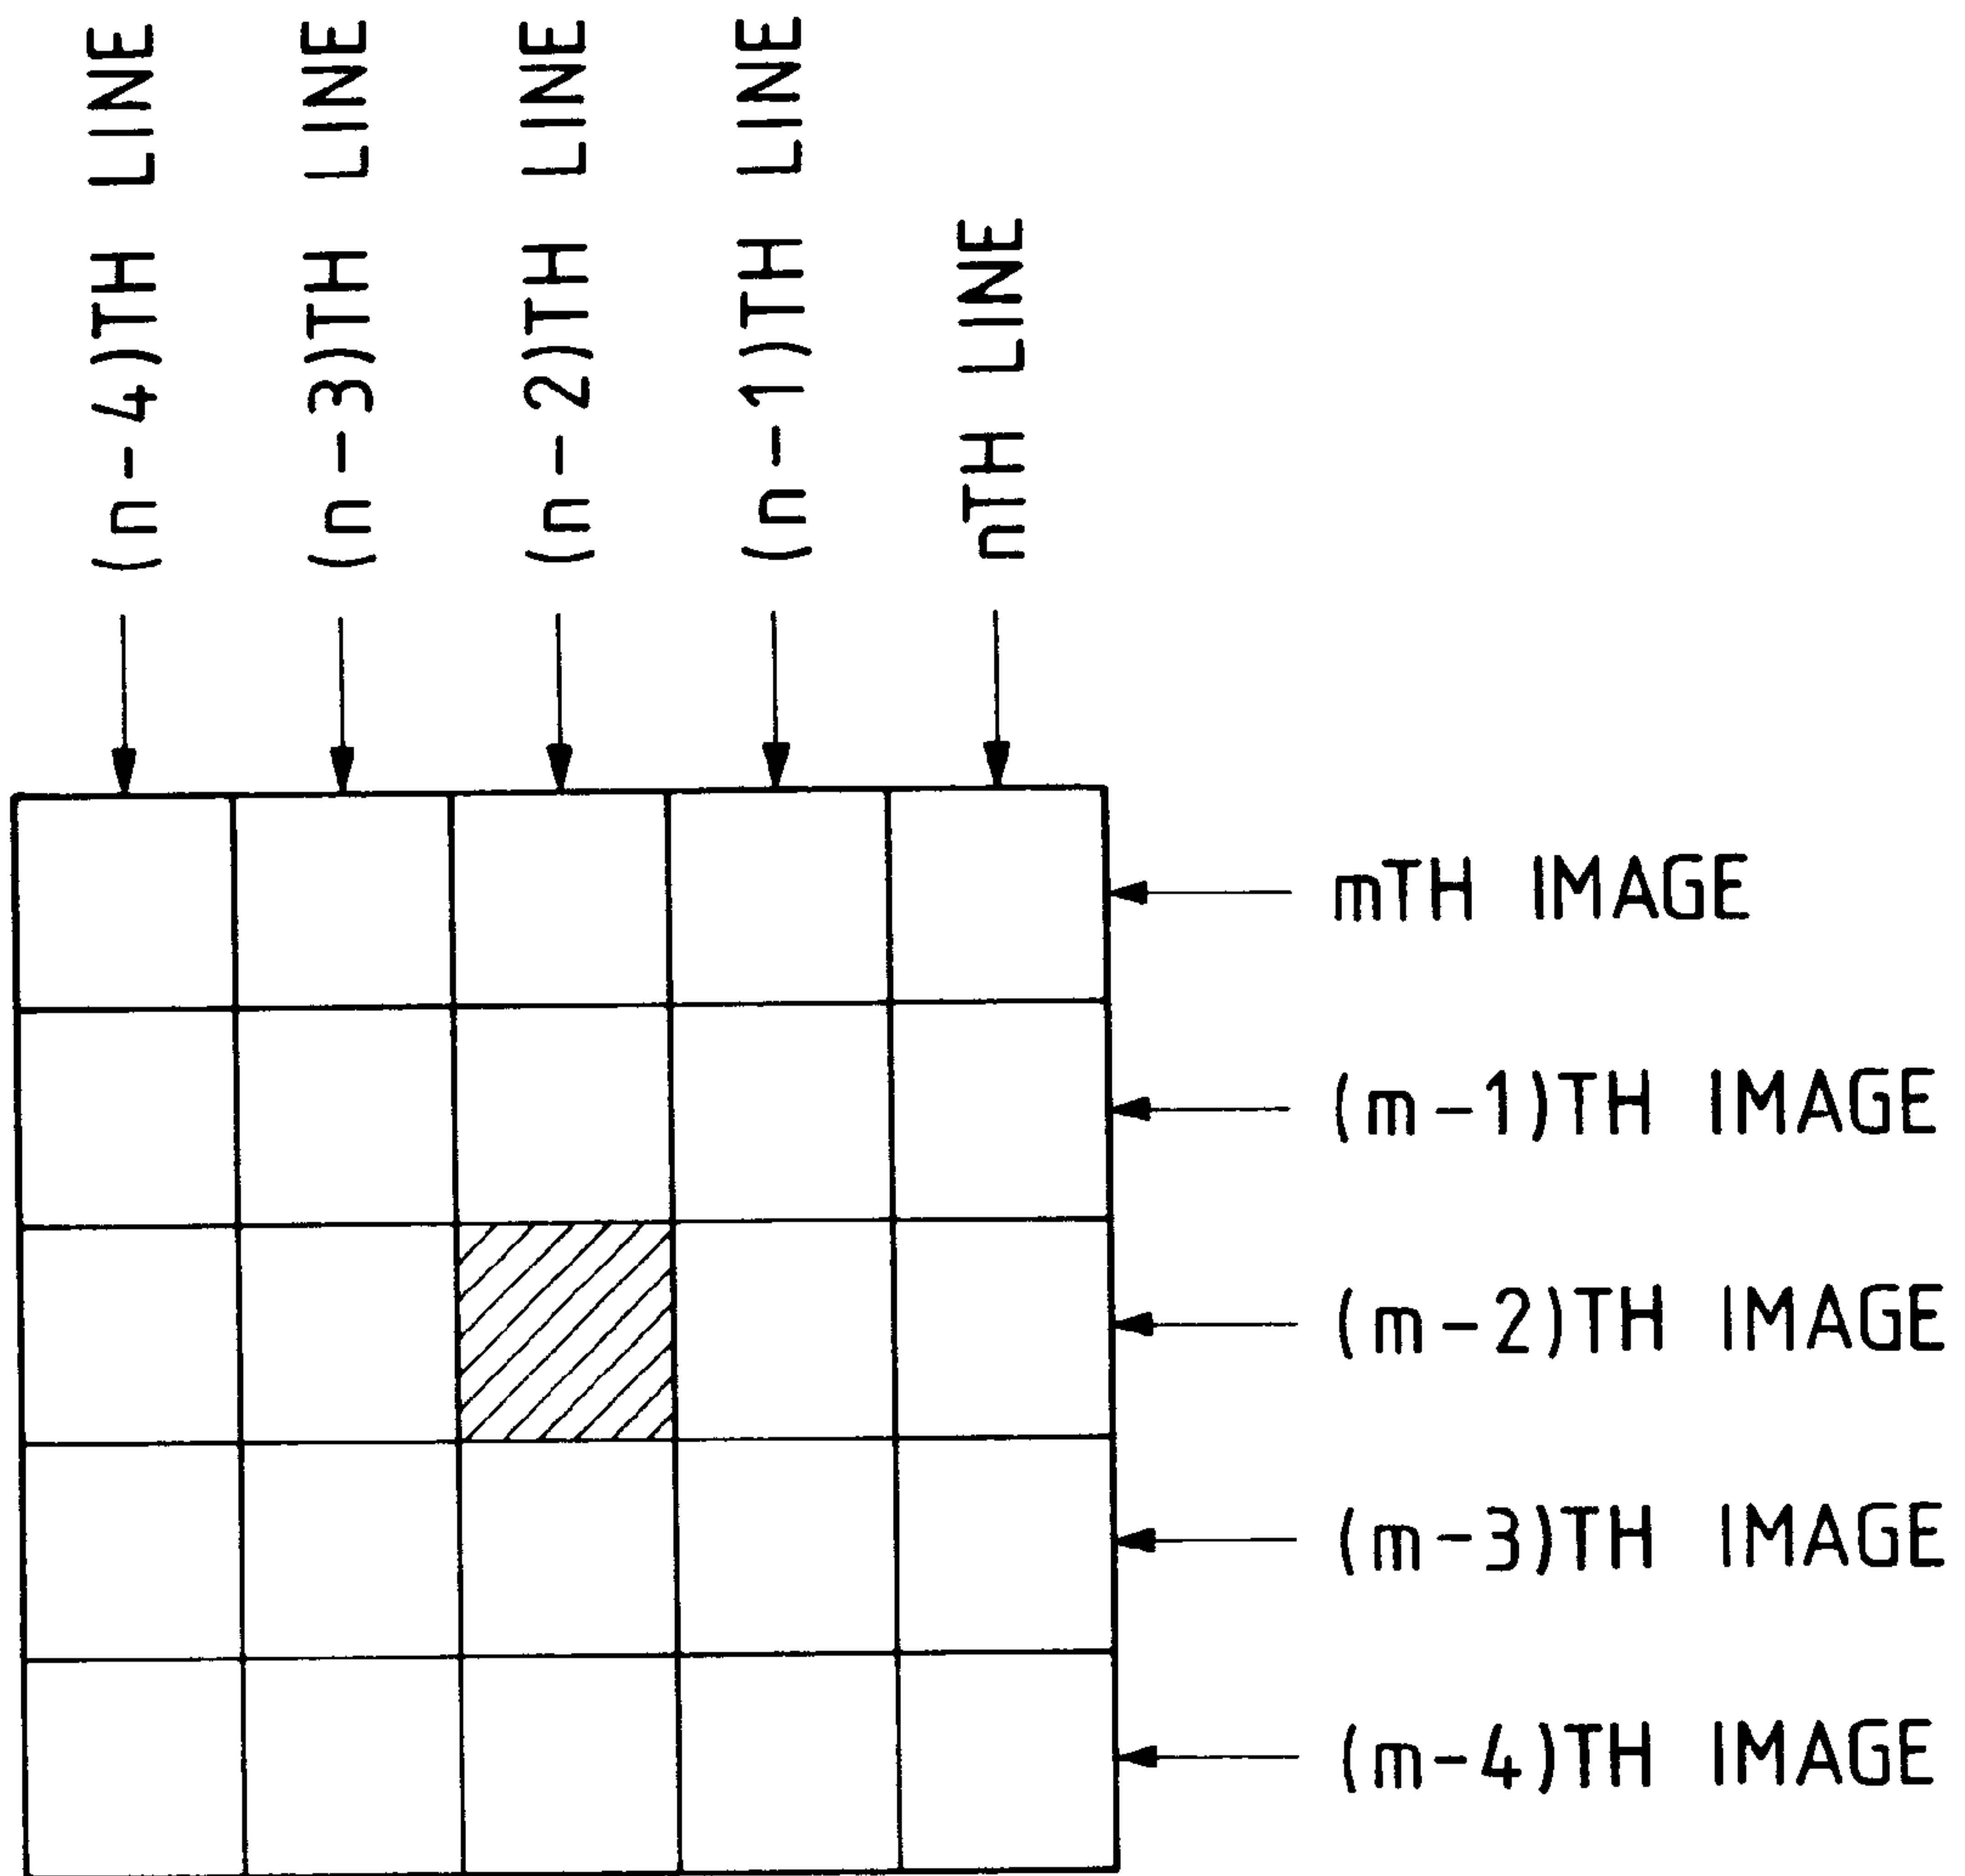 (n-4)TH LINE
(n-3)TH LINE
(n-2)TH LINE
(n-1)TH LINE
nTH LINE
mTH IMAGE
(m-1)TH IMAGE
(m-2)TH IMAGE
(m-3)TH IMAGE
(m-4)TH IMAGE